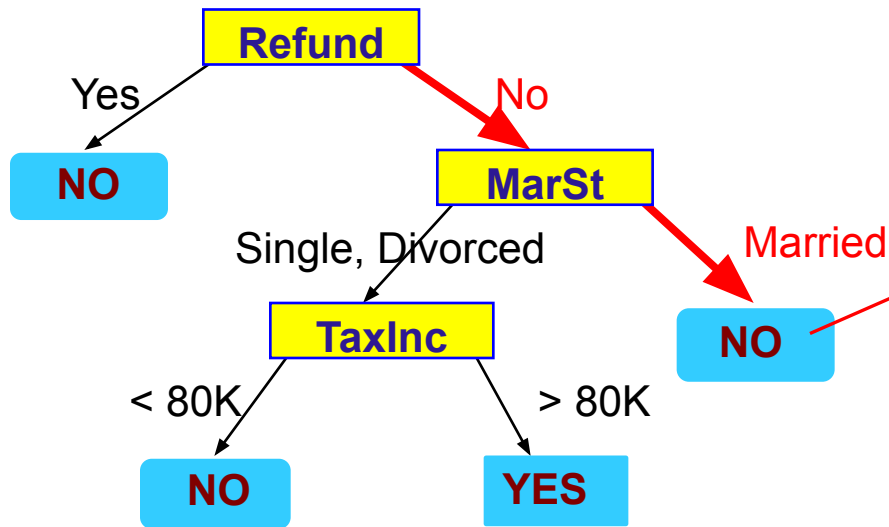 Refund
Yes
No
NO
MarSt
Single, Divorced
Married
TaxInc
NO
< 80K
> 80K
NO
YES